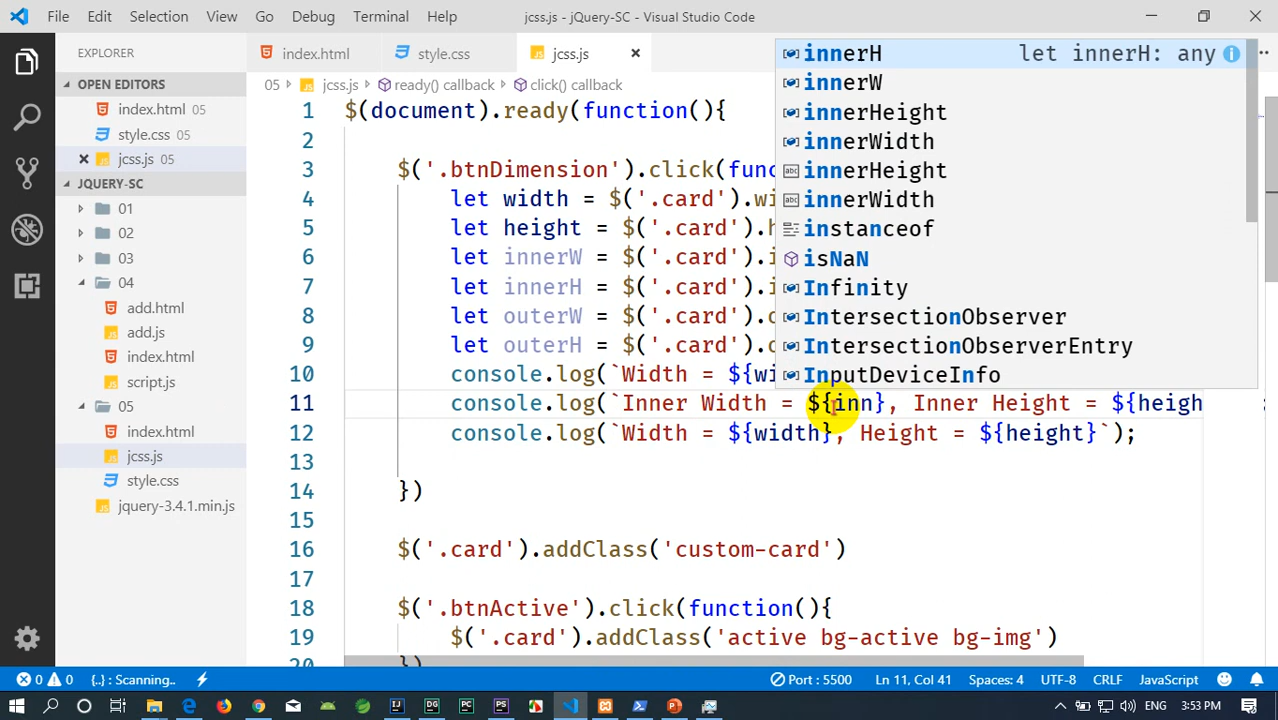 File Edit Selection View Go Debug Terminal Help jcss.js - jQuery-SC - Visual Studio Code
EXPLORER
OPEN EDITORS
index.html 05
style.css 05
jcss.js 05
JQUERY-SC
01
02
03
04
add.html
add.js
index.html
script.js
05
index.html
jcss.js
style.css
jquery-3.4.1.min.js
index.html style.css jcss.js
05 jcss.js ready() callback click() callback
1 $(document).ready(function(){
2
3 $('.btnDimension').click(fun
4 let width = $('.card').wi
5 let height = $('.card').h
6 let innerW = $('.card').i
7 let innerH = $('.card').i
8 let outerW = $('.card').o
9 let outerH = $('.card').o
10 console.log(`Width = ${wi
11 console.log(`Inner Width = ${inn}, Inner Height = ${heigh
12 console.log(`Width = ${width}, Height = ${height}`);
13
14 })
15
16 $('.card').addClass('custom-card')
17
18 $('.btnActive').click(function(){
19 $('.card').addClass('active bg-active bg-img')
20 })
innerH let innerH: any
innerW
innerHeight
innerWidth
innerHeight
innerWidth
instanceof
isNaN
Infinity
IntersectionObserver
IntersectionObserverEntry
InputDeviceInfo
0 0 {..} : Scanning.. Port : 5500 Ln 11, Col 41 Spaces: 4 UTF-8 CRLF JavaScript
3:53 PM